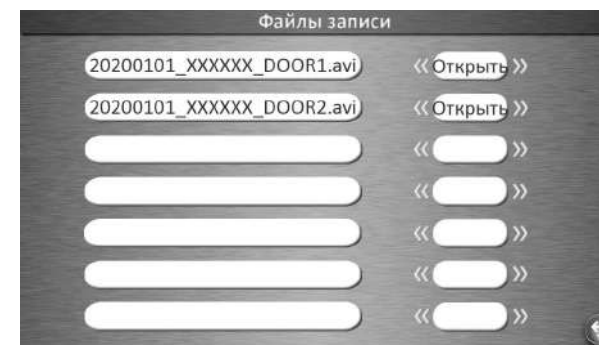 Файлы записи
20200101_XXXXXX_DOOR1.avi « Открыть »
20200101_XXXXXX_DOOR2.avi « Открыть »
« »
« »
« »
« »
« »